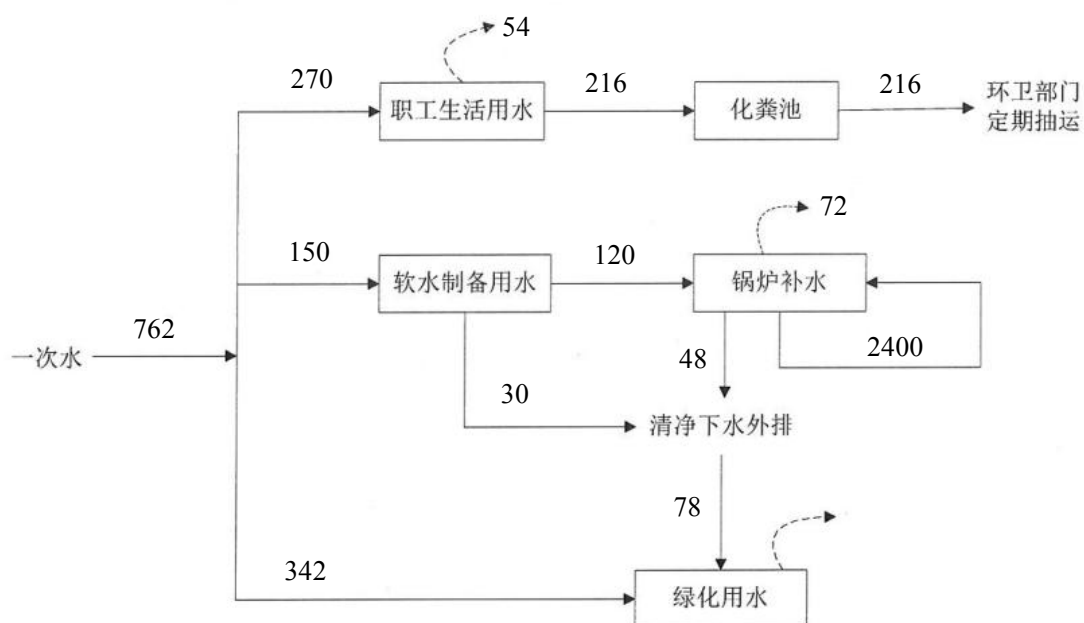 54
270
216
216
职工生活用水
化粪池
环卫部门
定期抽运
72
150
120
软水制备用水
锅炉补水
762
一次水
48
2400
30
清净下水外排
78
342
绿化用水